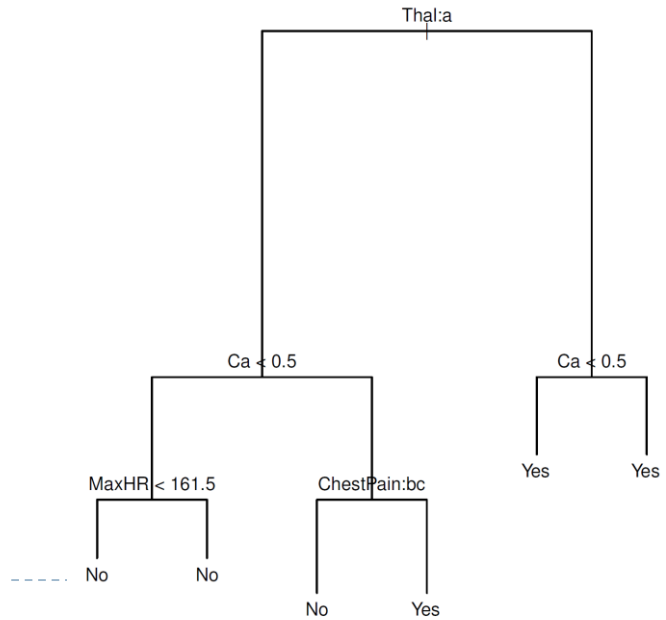 Thal:a
Ca < 0.5
Ca < 0.5
MaxHR < 161.5
ChestPain:bc
Yes
Yes
No
No
No
Yes